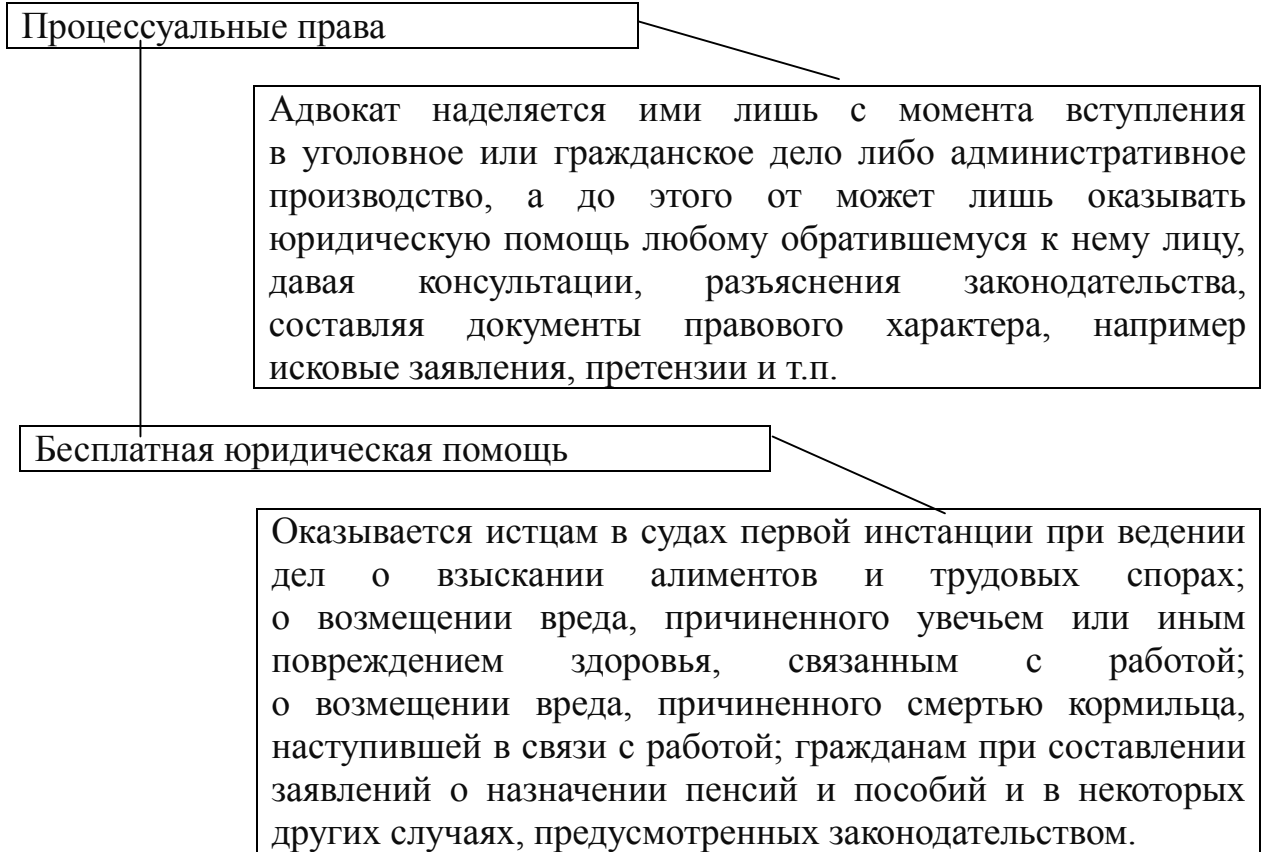 Процессуальные права
Адвокат наделяется ими лишь с момента вступления
в уголовное или гражданское дело либо административное
производство, а до этого от может лишь оказывать
юридическую помощь любому обратившемуся к нему лицу,
давая консультации, разъяснения законодательства,
составляя документы правового характера, например
исковые заявления, претензии и т.п.
Бесплатная юридическая помощь
Оказывается истцам в судах первой инстанции при ведении
дел о взыскании алиментов и трудовых спорах;
о возмещении вреда, причиненного увечьем или иным
повреждением здоровья, связанным с работой;
о возмещении вреда, причиненного смертью кормильца,
наступившей в связи с работой; гражданам при составлении
заявлений о назначении пенсий и пособий и в некоторых
других случаях, предусмотренных законодательством.